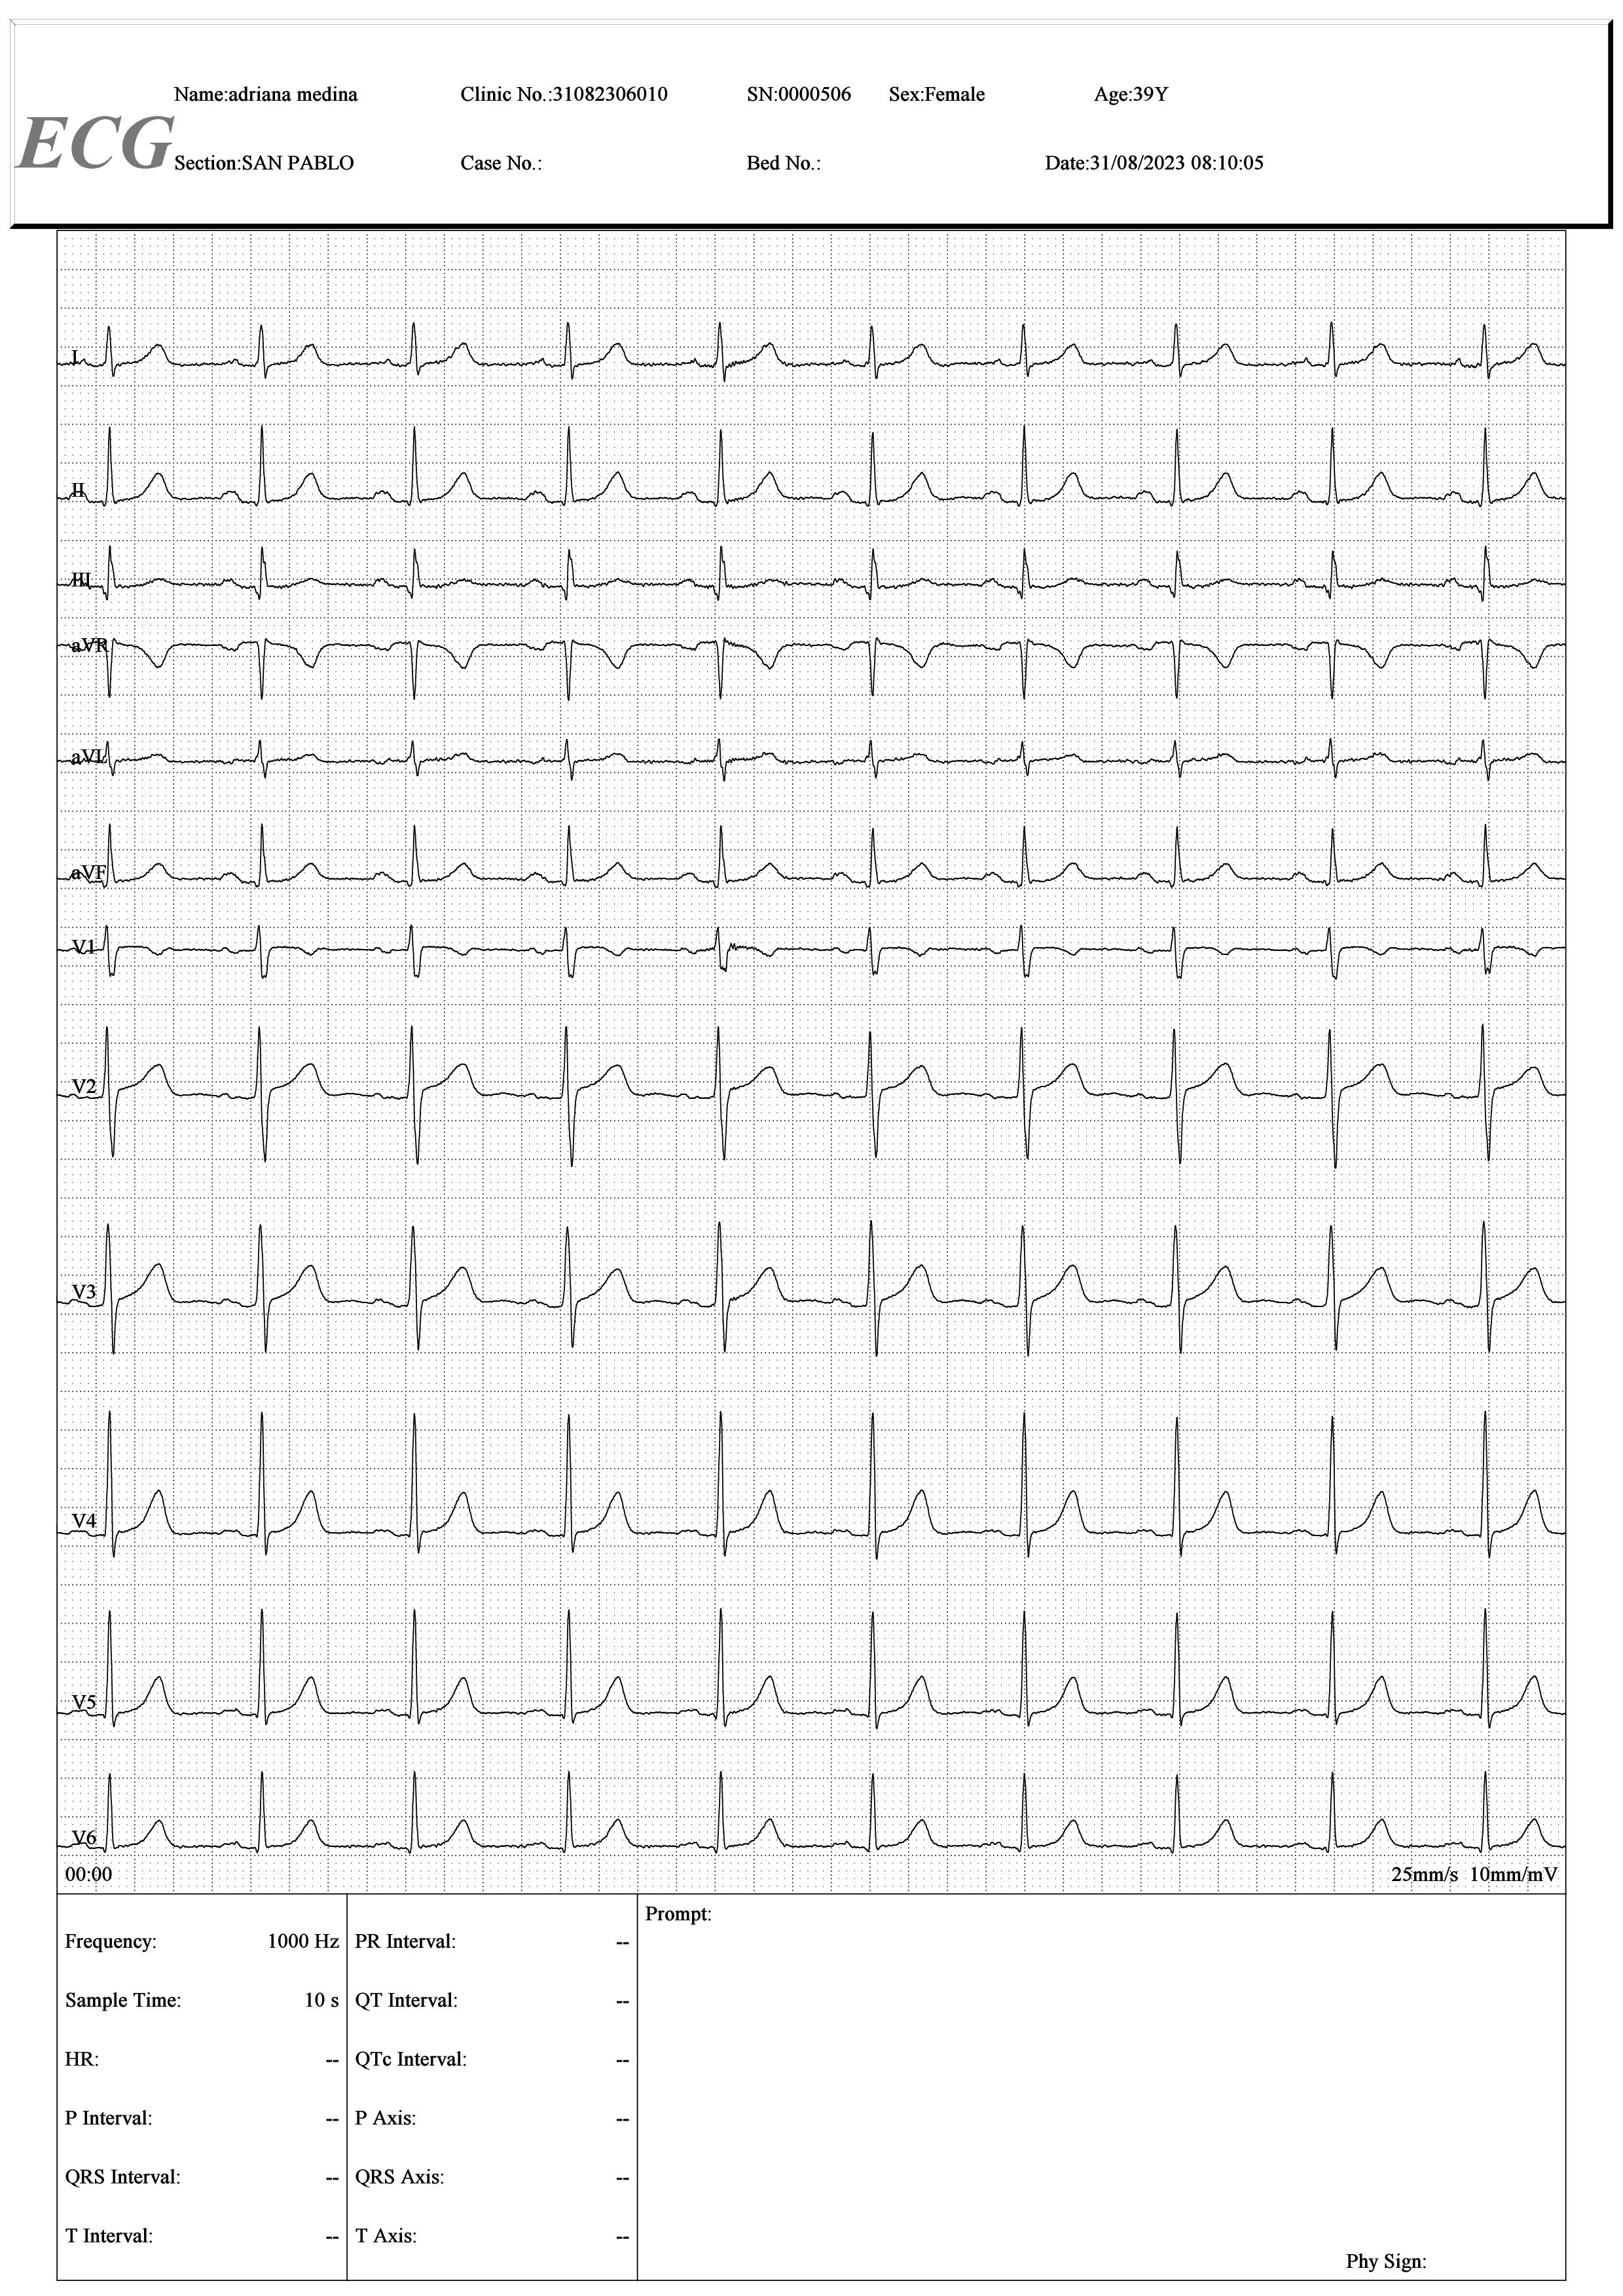 Name:adriana medina Clinic No.:31082306010 SN:0000506 Sex:Female Age:39Y
ECG
Section:SAN PABLO Case No.: Bed No.: Date:31/08/2023 08:10:05
I
II
III
aVR
aVL
aVF
V1
V2
V3
V4
V5
V6
00:00 25mm/s 10mm/mV
Frequency: 1000 Hz
Sample Time: 10 s
HR: --
P Interval: --
QRS Interval: --
T Interval: --
PR Interval: --
QT Interval: --
QTc Interval: --
P Axis: --
QRS Axis: --
T Axis: --
Prompt:
Phy Sign: